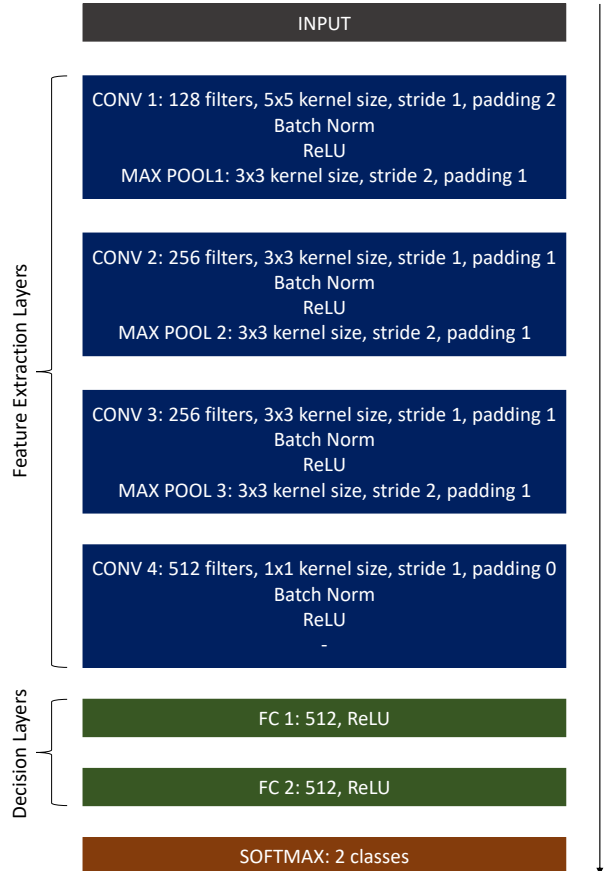 INPUT
Feature Extraction Layers
CONV 1: 128 filters, 5x5 kernel size, stride 1, padding 2
Batch Norm
ReLU
MAX POOL1: 3x3 kernel size, stride 2, padding 1
CONV 2: 256 filters, 3x3 kernel size, stride 1, padding 1
Batch Norm
ReLU
MAX POOL 2: 3x3 kernel size, stride 2, padding 1
CONV 3: 256 filters, 3x3 kernel size, stride 1, padding 1
Batch Norm
ReLU
MAX POOL 3: 3x3 kernel size, stride 2, padding 1
CONV 4: 512 filters, 1x1 kernel size, stride 1, padding 0
Batch Norm
ReLU
-
Decision Layers
FC 1: 512, ReLU
FC 2: 512, ReLU
SOFTMAX: 2 classes